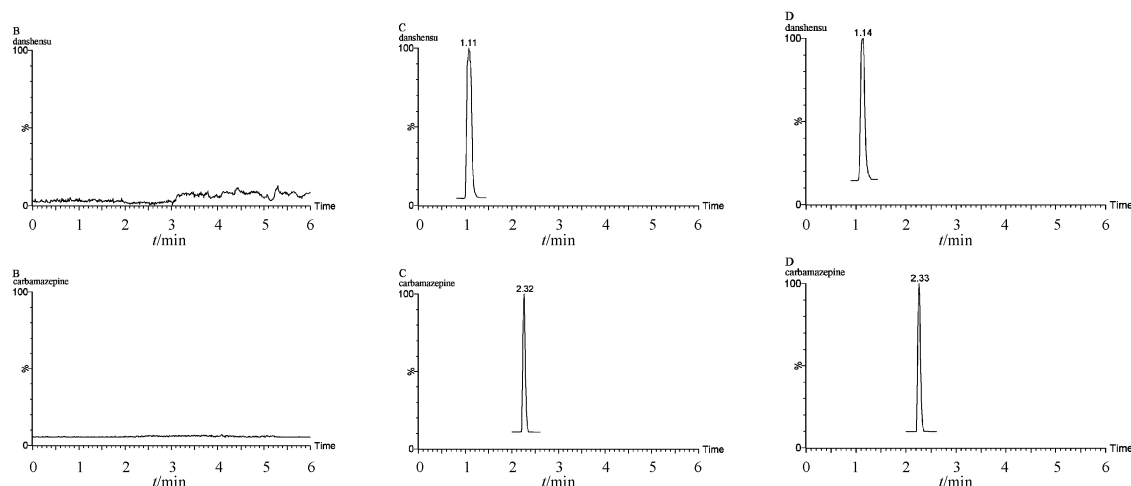 B
danshensu
100
%
0
Time
0 1 2 3 4 5 6
t/min
C
danshensu
1.11
100
%
0
Time
0 1 2 3 4 5 6
t/min
D
danshensu
1.14
100
%
0
Time
0 1 2 3 4 5 6
t/min
B
carbamazepine
100
%
0
Time
0 1 2 3 4 5 6
t/min
C
carbamazepine
2.32
100
%
0
Time
0 1 2 3 4 5 6
t/min
D
carbamazepine
2.33
100
%
0
Time
0 1 2 3 4 5 6
t/min